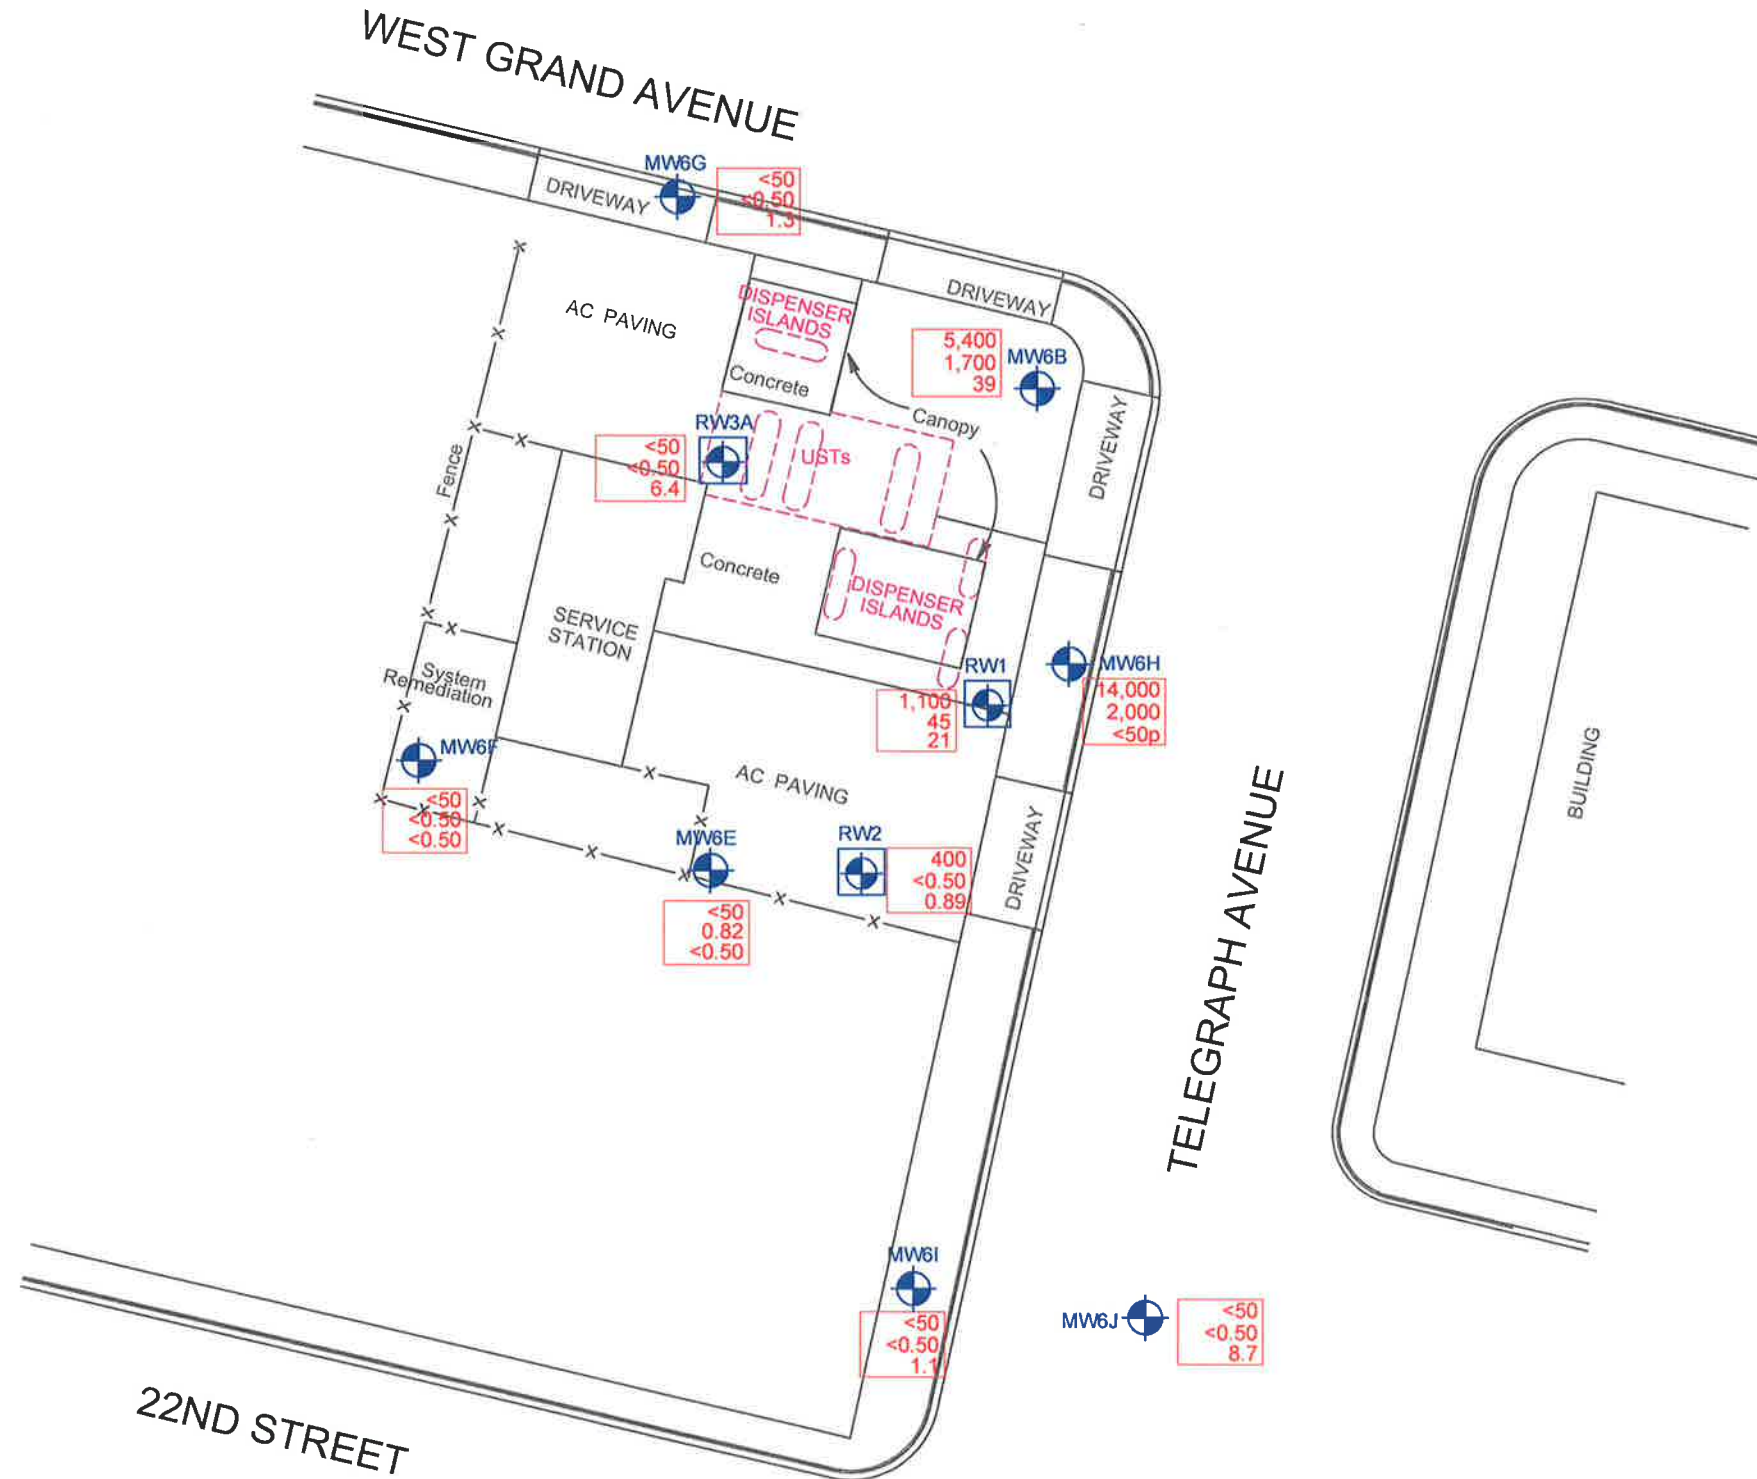 WEST GRAND AVENUE
MW6G
<50
<0.50
1.3
DRIVEWAY
DRIVEWAY
AC PAVING
DISPENSER
ISLANDS
Concrete
5,400
1,700
39
MW6B
Canopy
DRIVEWAY
RW3A
<50
<0.50
6.4
USTs
Fence
Concrete
DISPENSER
ISLANDS
SERVICE
STATION
System
Remediation
RW1
1,100
45
21
MW6H
14,000
2,000
<50p
MW6F
<50
<0.50
<0.50
AC PAVING
MW6E
<50
0.82
<0.50
RW2
400
<0.50
0.89
DRIVEWAY
BUILDING
TELEGRAPH AVENUE
MW6I
<50
<0.50
1.1
MW6J
<50
<0.50
8.7
22ND STREET